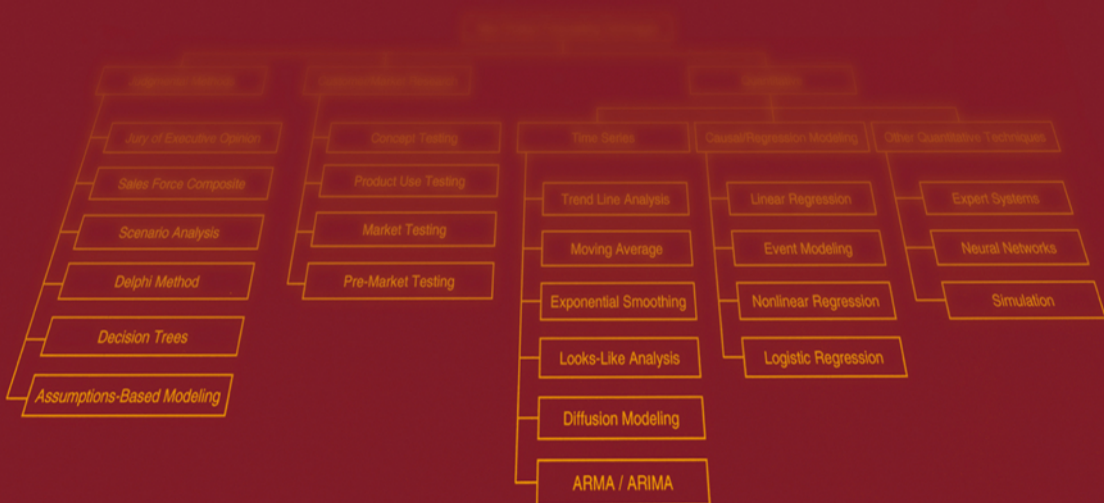 Jury of Executive Opinion
Sales Force Composite
Scenario Analysis
Delphi Method
Decision Trees
Assumptions-Based Modeling
Concept Testing
Product Use Testing
Market Testing
Pre-Market Testing
Time Series
Trend Line Analysis
Moving Average
Exponential Smoothing
Looks-Like Analysis
Diffusion Modeling
ARMA / ARIMA
Causal/Regression Modeling
Linear Regression
Event Modeling
Nonlinear Regression
Logistic Regression
Other Quantitative Techniques
Expert Systems
Neural Networks
Simulation